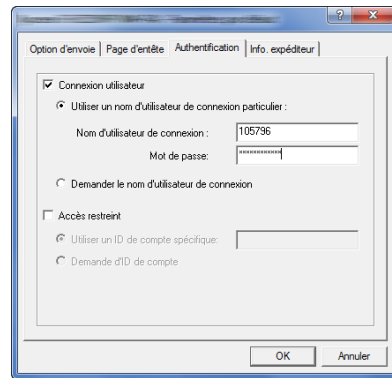 Option d'envoie Page d'entête Authentification Info. expéditeur
Connexion utilisateur
Utiliser un nom d'utilisateur de connexion particulier :
Nom d'utilisateur de connexion : 105796
Mot de passe: ************
Demander le nom d'utilisateur de connexion
Accès restreint
Utiliser un ID de compte spécifique:
Demande d'ID de compte
OK Annuler